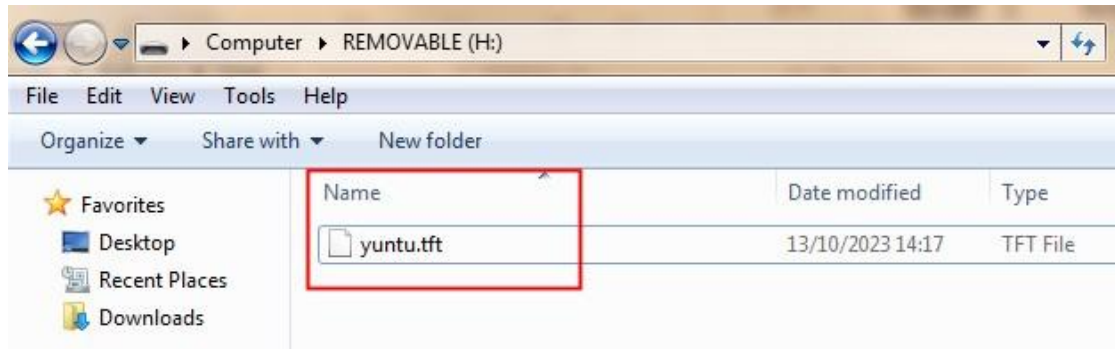 Computer REMOVABLE (H:)
File Edit View Tools Help
Organize Share with New folder
Favorites
Desktop
Recent Places
Downloads
Name Date modified Type
yuntu.tft 13/10/2023 14:17 TFT File